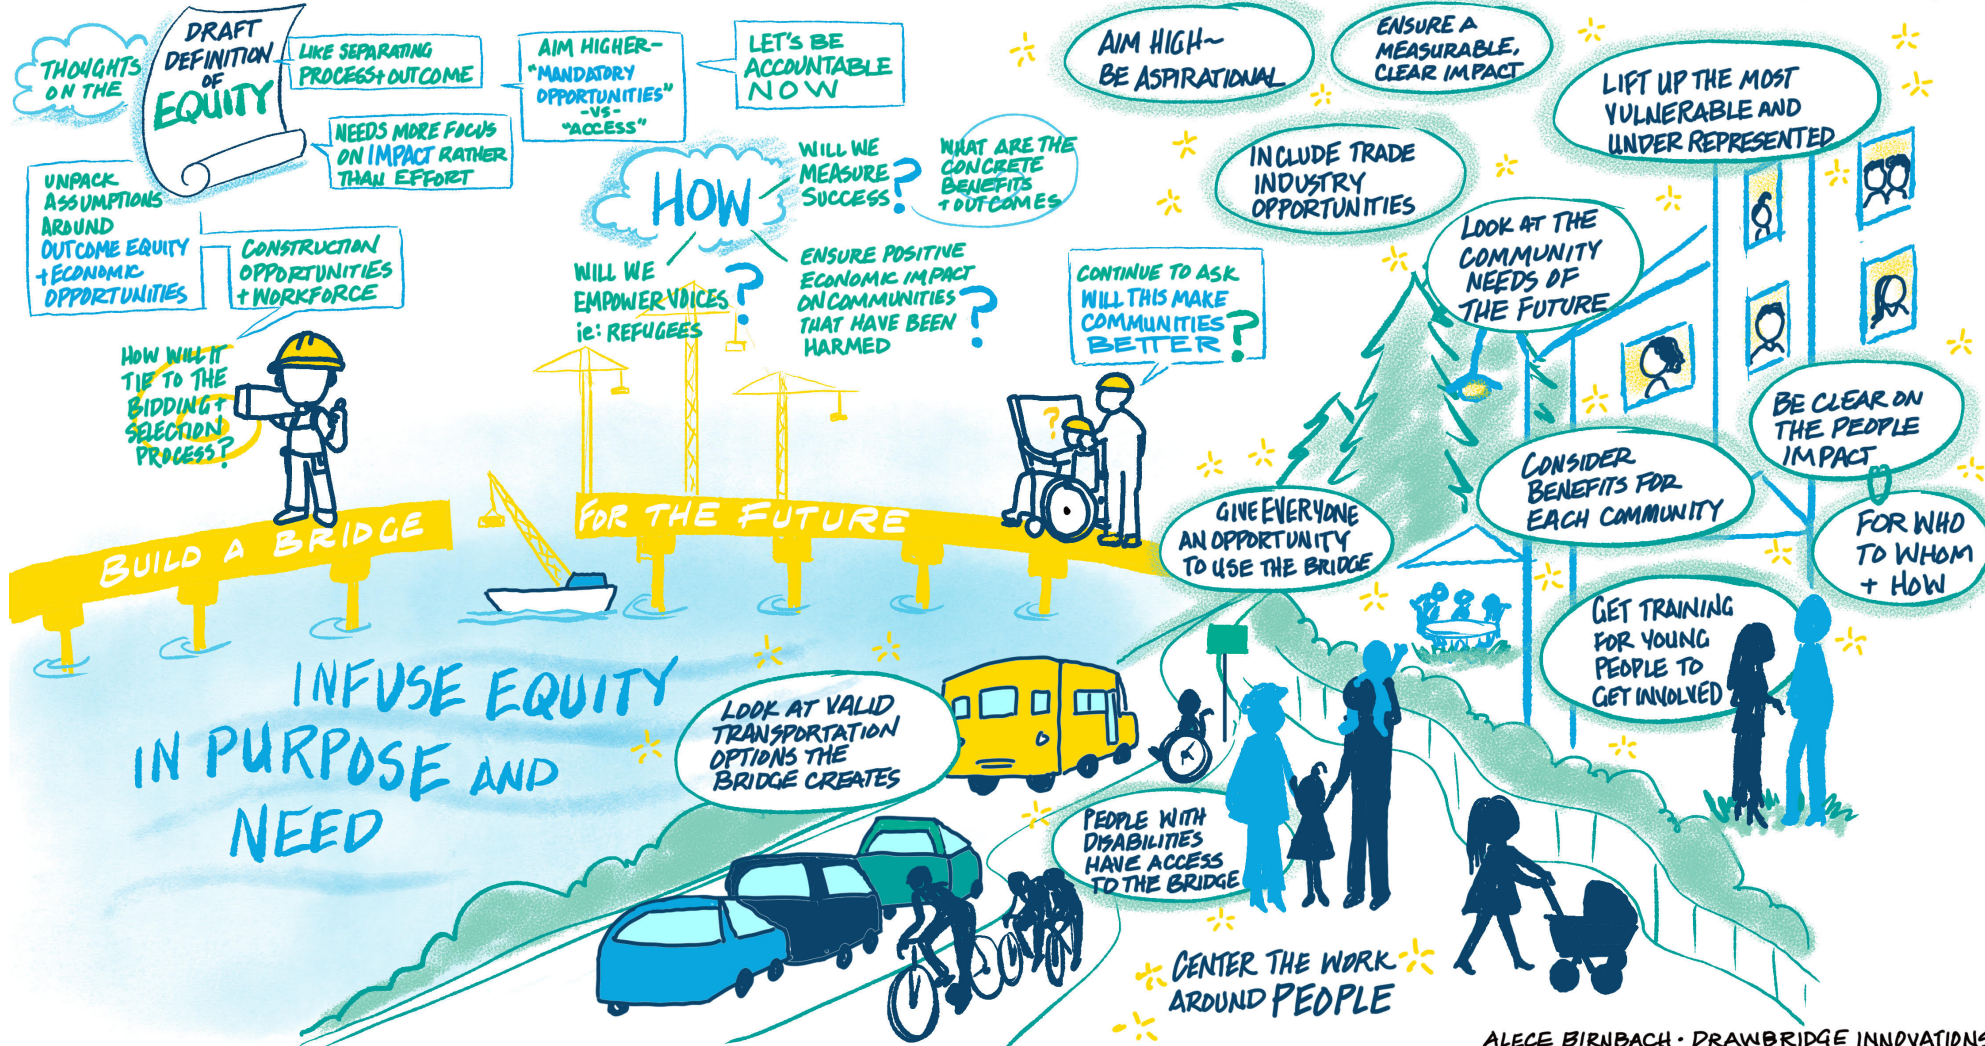 THOUGHTS
ON THE
DRAFT
DEFINITION
OF
EQUITY
LIKE SEPARATING
PROCESS + OUTCOME
NEEDS MORE FOCUS
ON IMPACT RATHER
THAN EFFORT
AIM HIGHER-
"MANDATORY
OPPORTUNITIES"
-VS-
"ACCESS"
LET'S BE
ACCOUNTABLE
NOW
UNPACK
ASSUMPTIONS
AROUND
OUTCOME EQUITY
+ ECONOMIC
OPPORTUNITIES
CONSTRUCTION
OPPORTUNITIES
+ WORKFORCE
HOW WILL IT
TIE TO THE
BIDDING +
SELECTION
PROCESS?
HOW
WILL WE
MEASURE
SUCCESS?
WHAT ARE THE
CONCRETE
BENEFITS
+ OUTCOMES
WILL WE
EMPOWER VOICES
ie: REFUGEES
?
ENSURE POSITIVE
ECONOMIC IMPACT
ON COMMUNITIES
THAT HAVE BEEN
HARMED
?
CONTINUE TO ASK
WILL THIS MAKE
COMMUNITIES
BETTER
?
?
BUILD A BRIDGE
FOR THE FUTURE
INFUSE EQUITY
IN PURPOSE AND
NEED
AIM HIGH~
BE ASPIRATIONAL
ENSURE A
MEASURABLE,
CLEAR IMPACT
LIFT UP THE MOST
VULNERABLE AND
UNDER REPRESENTED
INCLUDE TRADE
INDUSTRY
OPPORTUNITIES
LOOK AT THE
COMMUNITY
NEEDS OF
THE FUTURE
BE CLEAR ON
THE PEOPLE
IMPACT
CONSIDER
BENEFITS FOR
EACH COMMUNITY
FOR WHO
TO WHOM
+ HOW
GIVE EVERYONE
AN OPPORTUNITY
TO USE THE BRIDGE
GET TRAINING
FOR YOUNG
PEOPLE TO
GET INVOLVED
LOOK AT VALID
TRANSPORTATION
OPTIONS THE
BRIDGE CREATES
PEOPLE WITH
DISABILITIES
HAVE ACCESS
TO THE BRIDGE
CENTER THE WORK
AROUND PEOPLE
ALECE BIRNBACH · DRAWBRIDGE INNOVATIONS